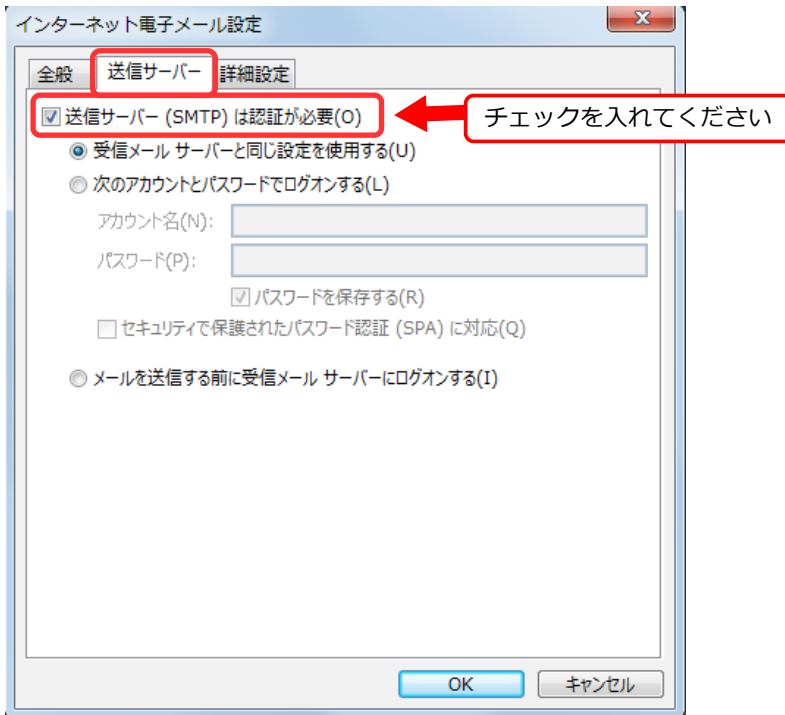 インターネット電子メール設定
全般 送信サーバー 詳細設定
送信サーバー (SMTP) は認証が必要(O)
チェックを入れてください
受信メール サーバーと同じ設定を使用する(U)
次のアカウントとパスワードでログオンする(L)
アカウント名(N):
パスワード(P):
パスワードを保存する(R)
セキュリティで保護されたパスワード認証 (SPA) に対応(Q)
メールを送信する前に受信メール サーバーにログオンする(I)
OK キャンセル